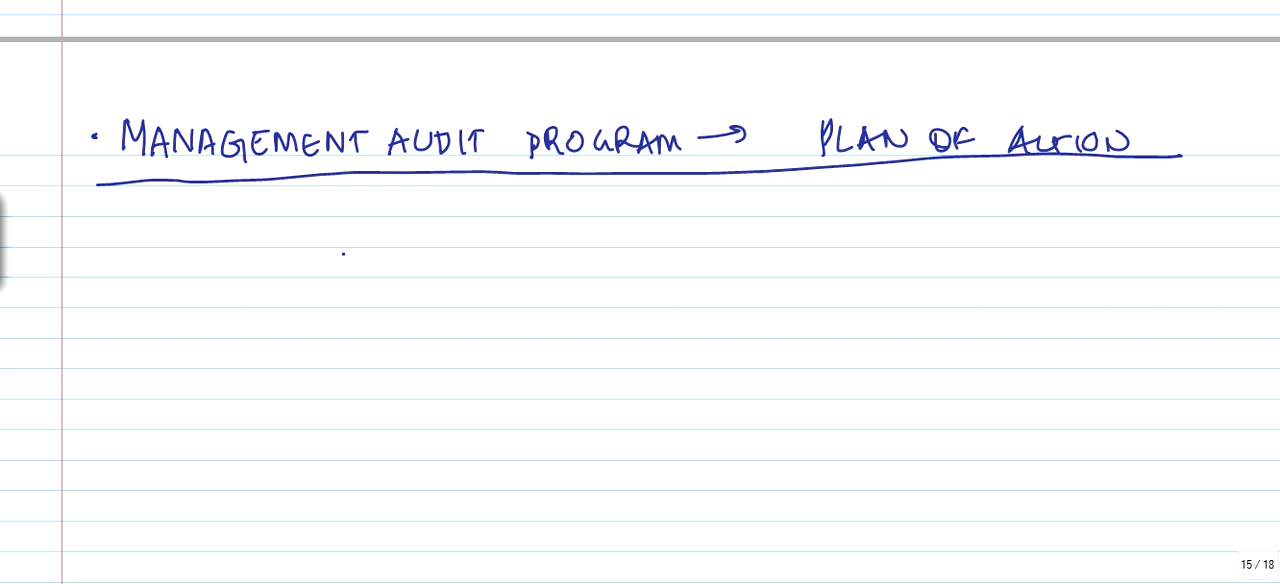 · MANAGEMENT AUDIT PROGRAM → PLAN OF ACTION
15 / 18